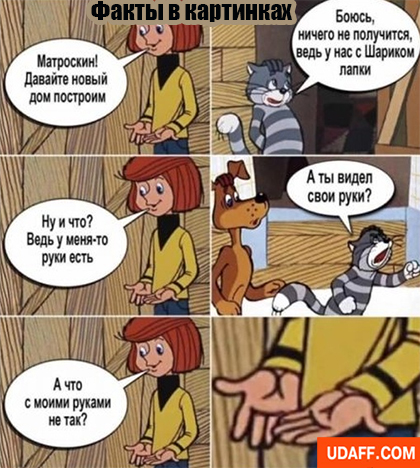 Факты в картинках
Матроскин!
Давайте новый
дом построим
Боюсь,
ничего не получится,
ведь у нас с Шариком
лапки
Ну и что?
Ведь у меня-то
руки есть
А ты видел
свои руки?
А что
с моими руками
не так?
UDAFF.COM